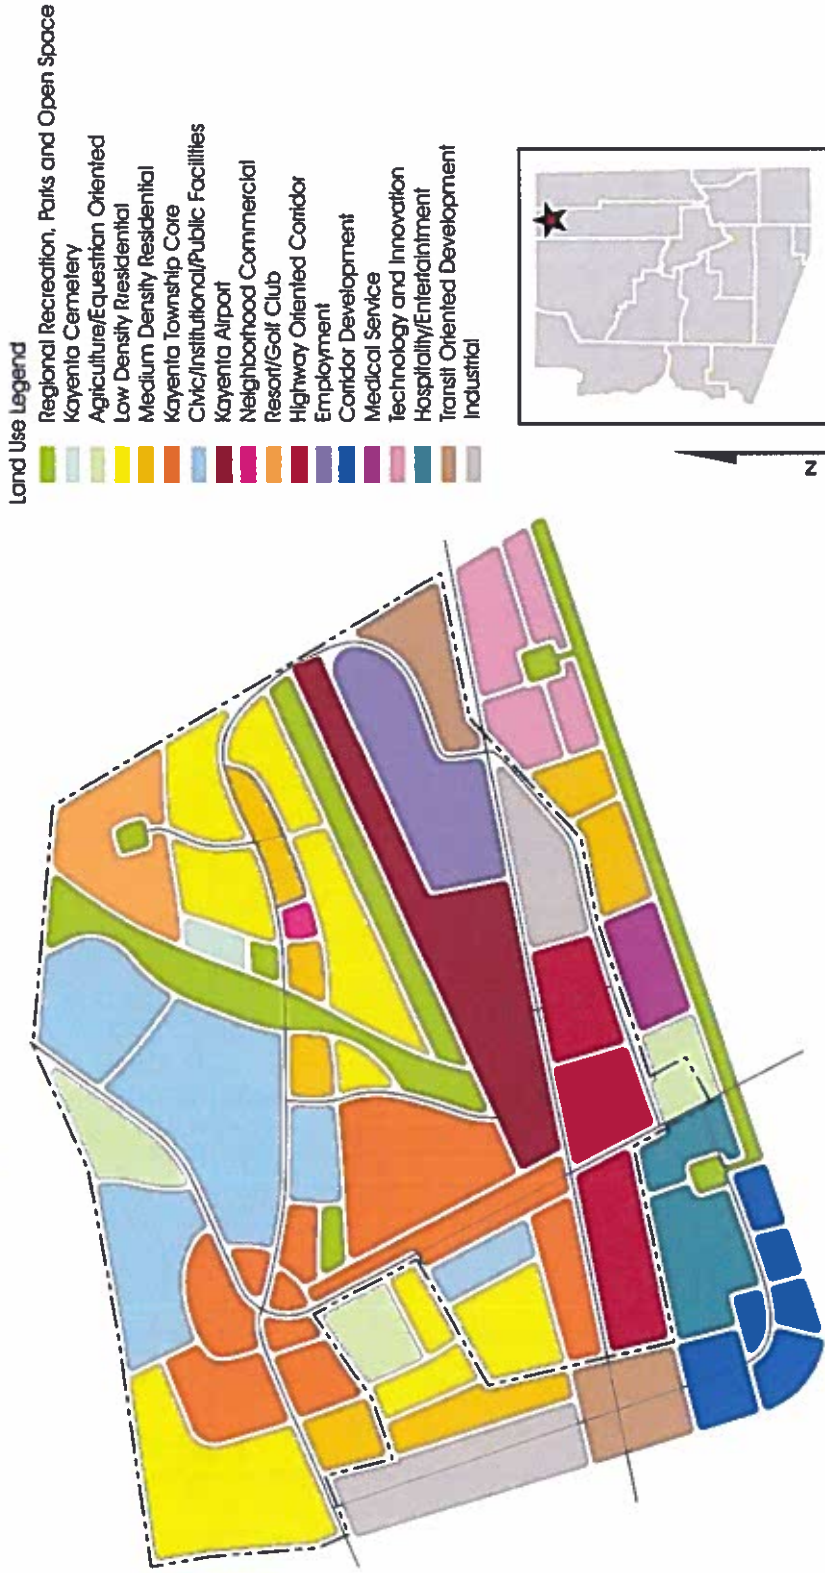 Land Use Legend
Regional Recreation, Parks and Open Space
Kayenta Cemetery
Agriculture/Equestrian Oriented
Low Density Residential
Medium Density Residential
Kayenta Township Core
Civic/Institutional/Public Facilities
Kayenta Airport
Neighborhood Commercial
Resort/Golf Club
Highway Oriented Corridor
Employment
Corridor Development
Medical Service
Technology and Innovation
Hospitality/Entertaintment
Transit Oriented Development
Industrial
N